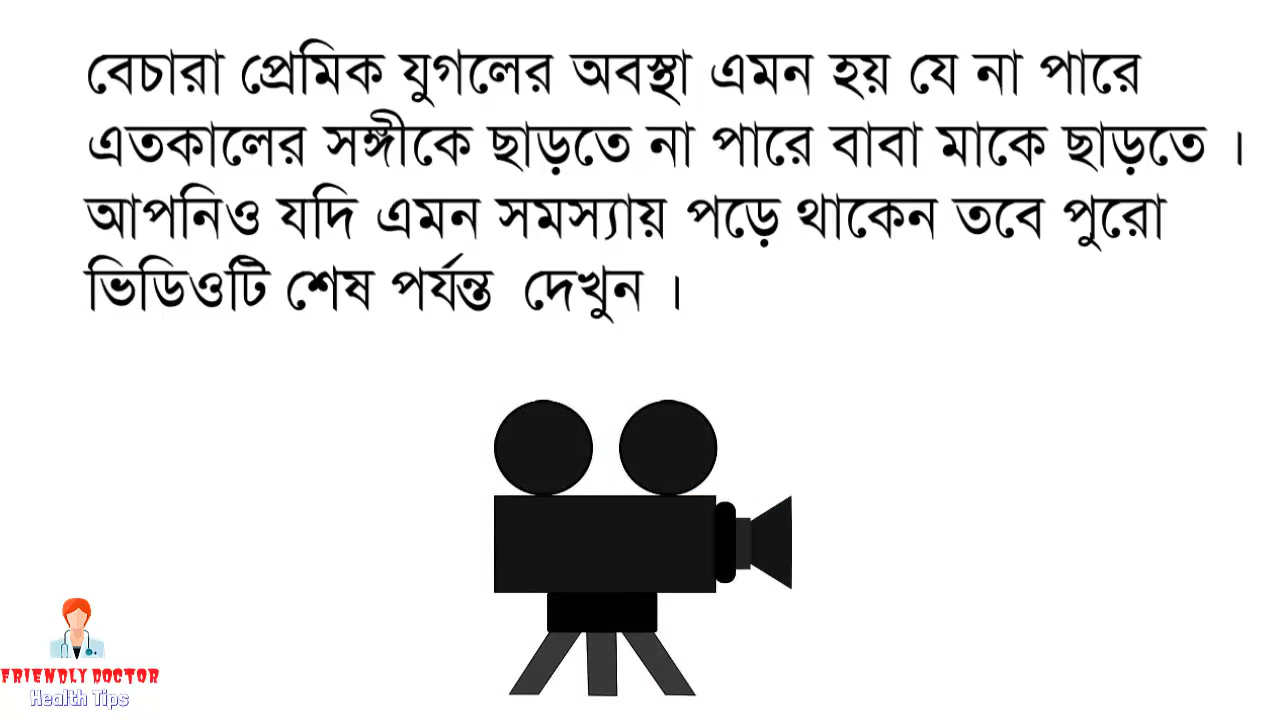 বেচারা প্রেমিক যুগলের অবস্থা এমন হয় যে না পারে
এতকালের সঙ্গীকে ছাড়তে না পারে বাবা মাকে ছাড়তে ।
আপনিও যদি এমন সমস্যায় পড়ে থাকেন তবে পুরো
ভিডিওটি শেষ পর্যন্ত দেখুন ।
FRIENDLY DOCTOR
Health Tips